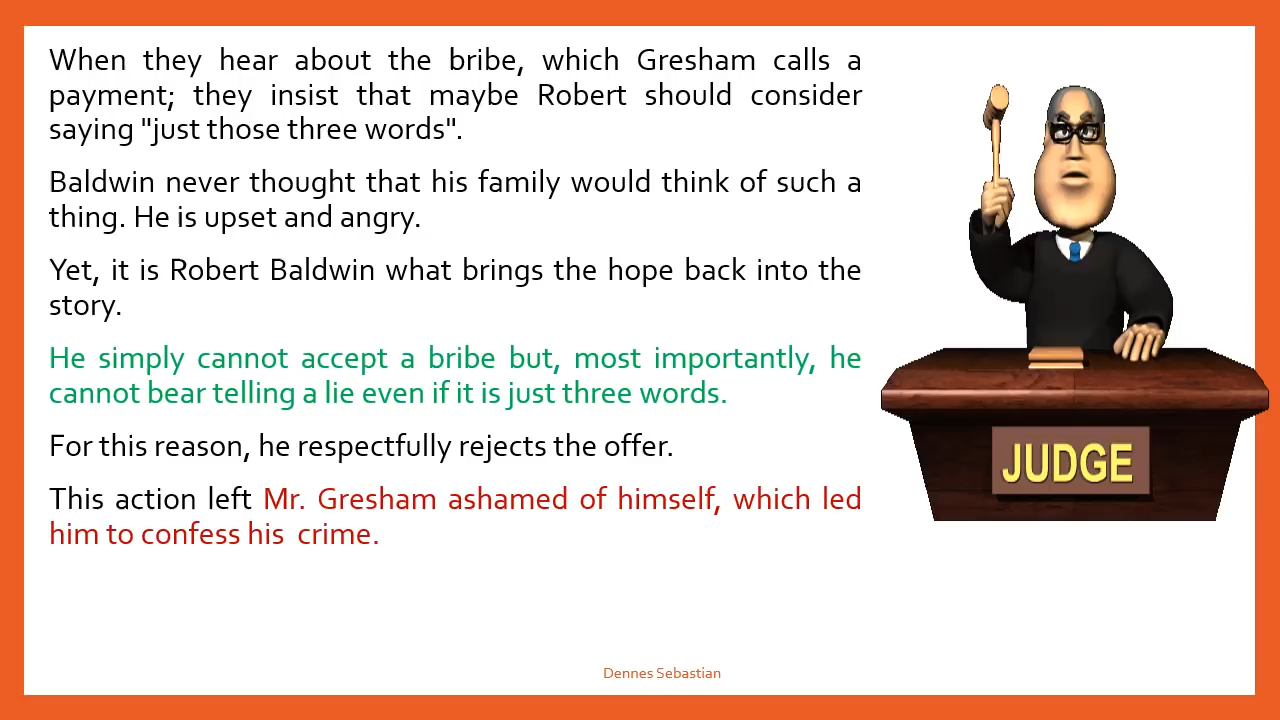 When they hear about the bribe, which Gresham calls a
payment; they insist that maybe Robert should consider
saying "just those three words".
Baldwin never thought that his family would think of such a
thing. He is upset and angry.
Yet, it is Robert Baldwin what brings the hope back into the
story.
He simply cannot accept a bribe but, most importantly, he
cannot bear telling a lie even if it is just three words.
For this reason, he respectfully rejects the offer.
This action left Mr. Gresham ashamed of himself, which led
him to confess his  crime.
JUDGE
Dennes Sebastian